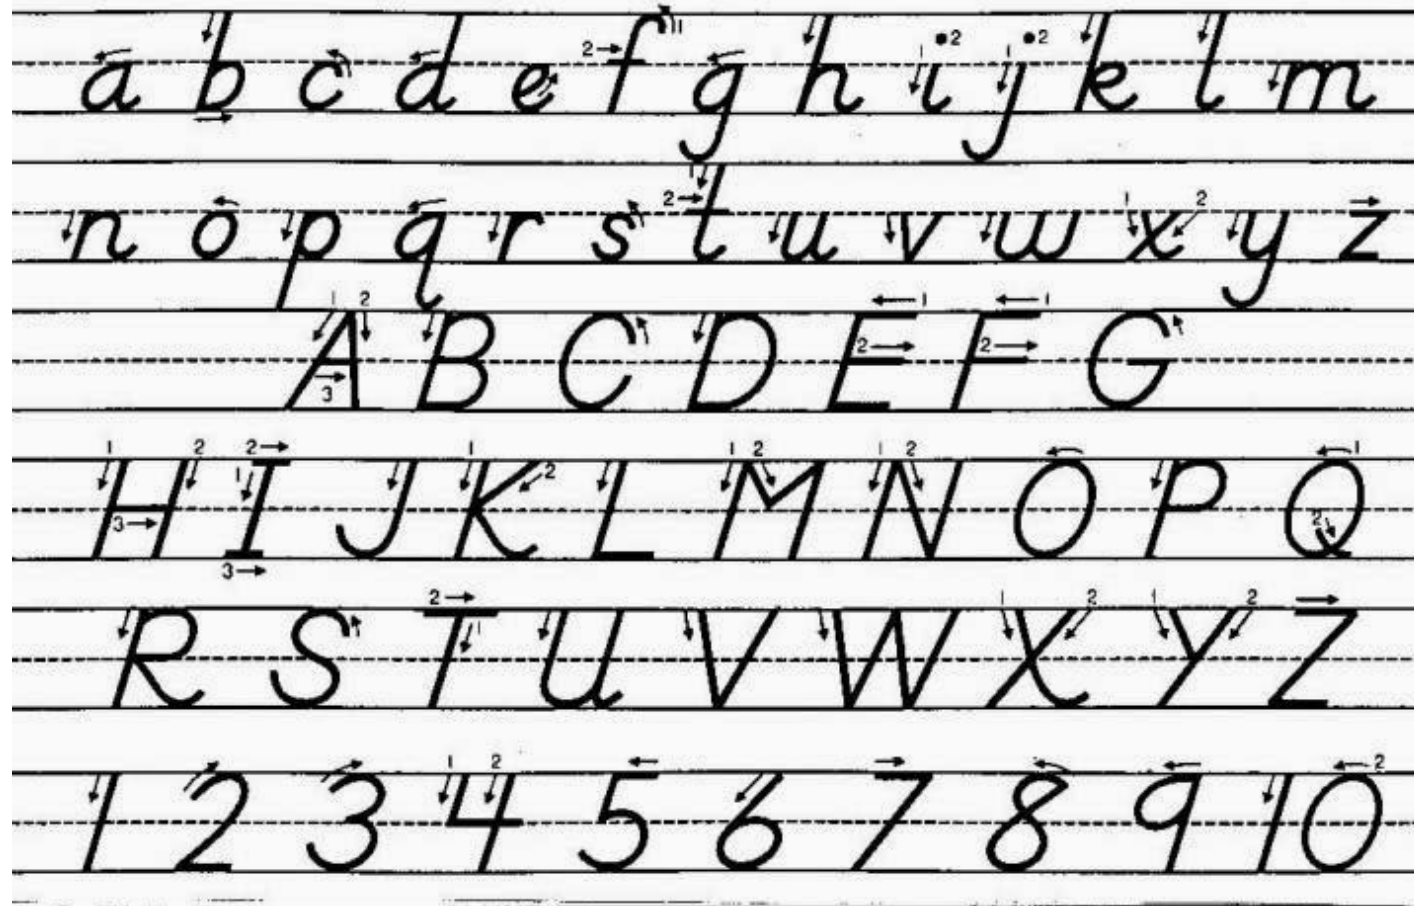 a b c d e f g h i j k l m
n o p q r s t u v w x y z
A B C D E F G
H I J K L M N O P Q
R S T U V W X Y Z
1 2 3 4 5 6 7 8 9 10